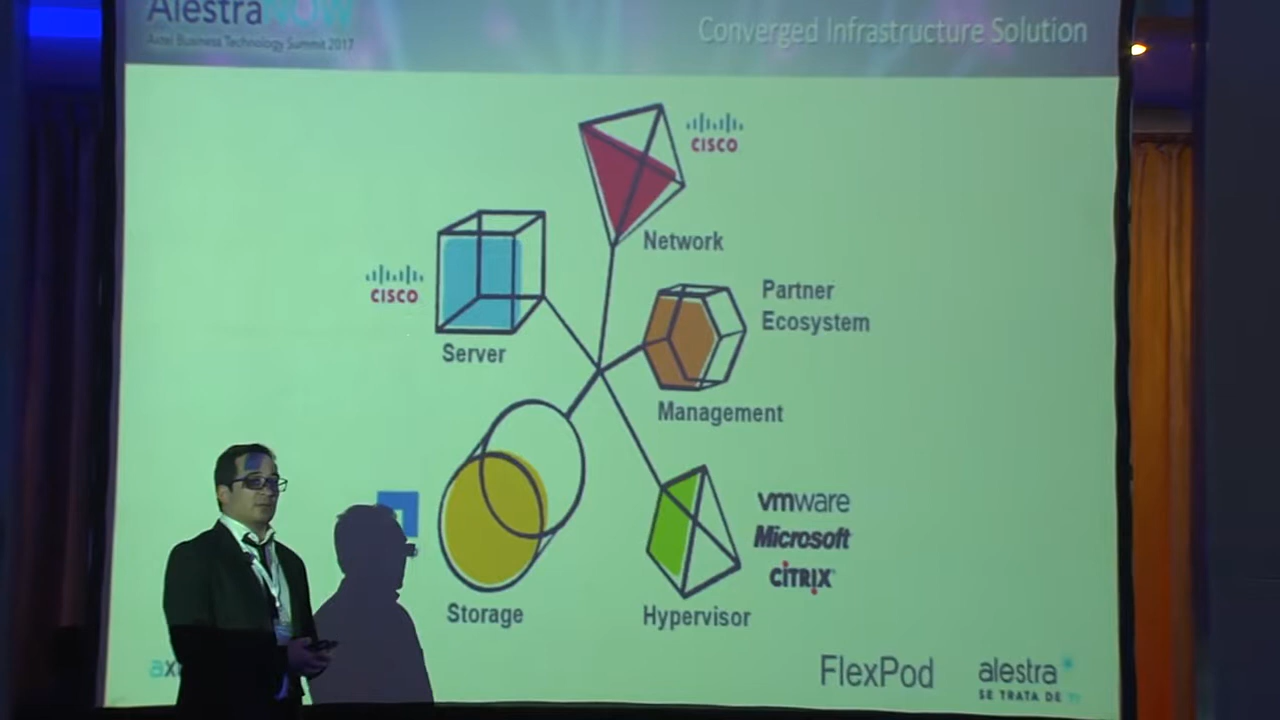 AlestraNOW
Axtel Business Technology Summit 2017
Converged Infrastructure Solution
CISCO
Network
CISCO
Server
Partner
Ecosystem
Management
Storage
vmware
Microsoft
CITRIX
Hypervisor
FlexPod
alestra
SE TRATA DE TI